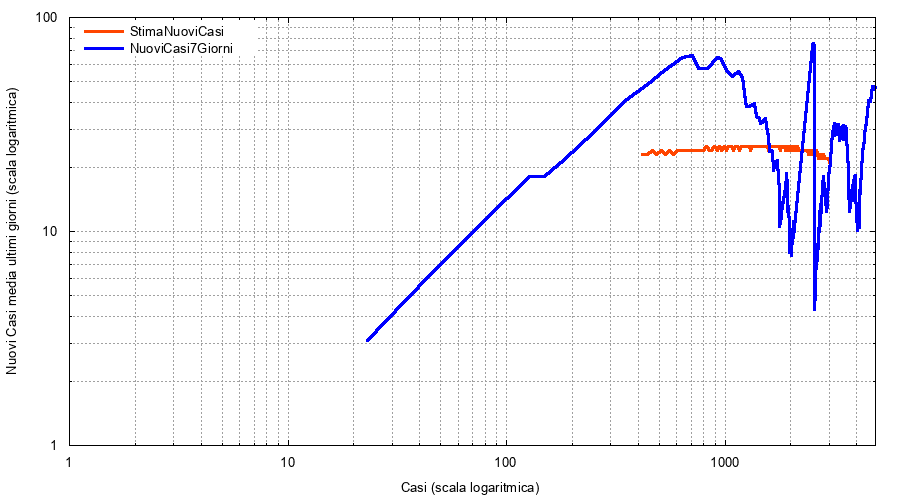 100
StimaNuoviCasi
NuoviCasi7Giorni
Nuovi Casi media ultimi giorni (scala logaritmica)
10
1
1
10
100
1000
Casi (scala logaritmica)